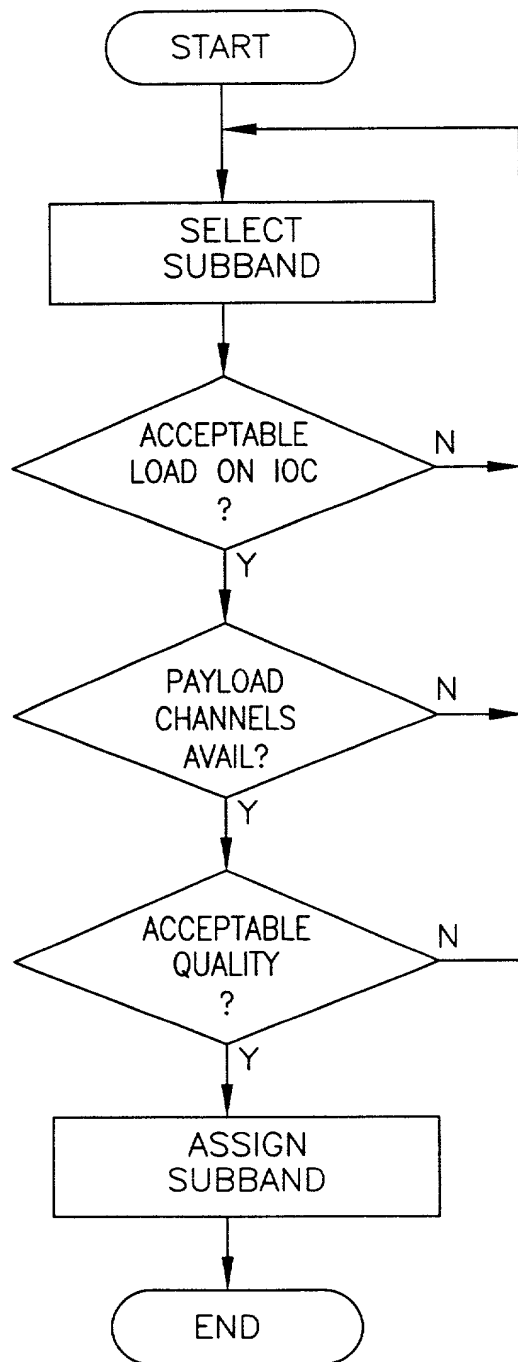 START
SELECT
SUBBAND
ACCEPTABLE
LOAD ON IOC
?
N
Y
PAYLOAD
CHANNELS
AVAIL?
N
Y
ACCEPTABLE
QUALITY
?
N
Y
ASSIGN
SUBBAND
END